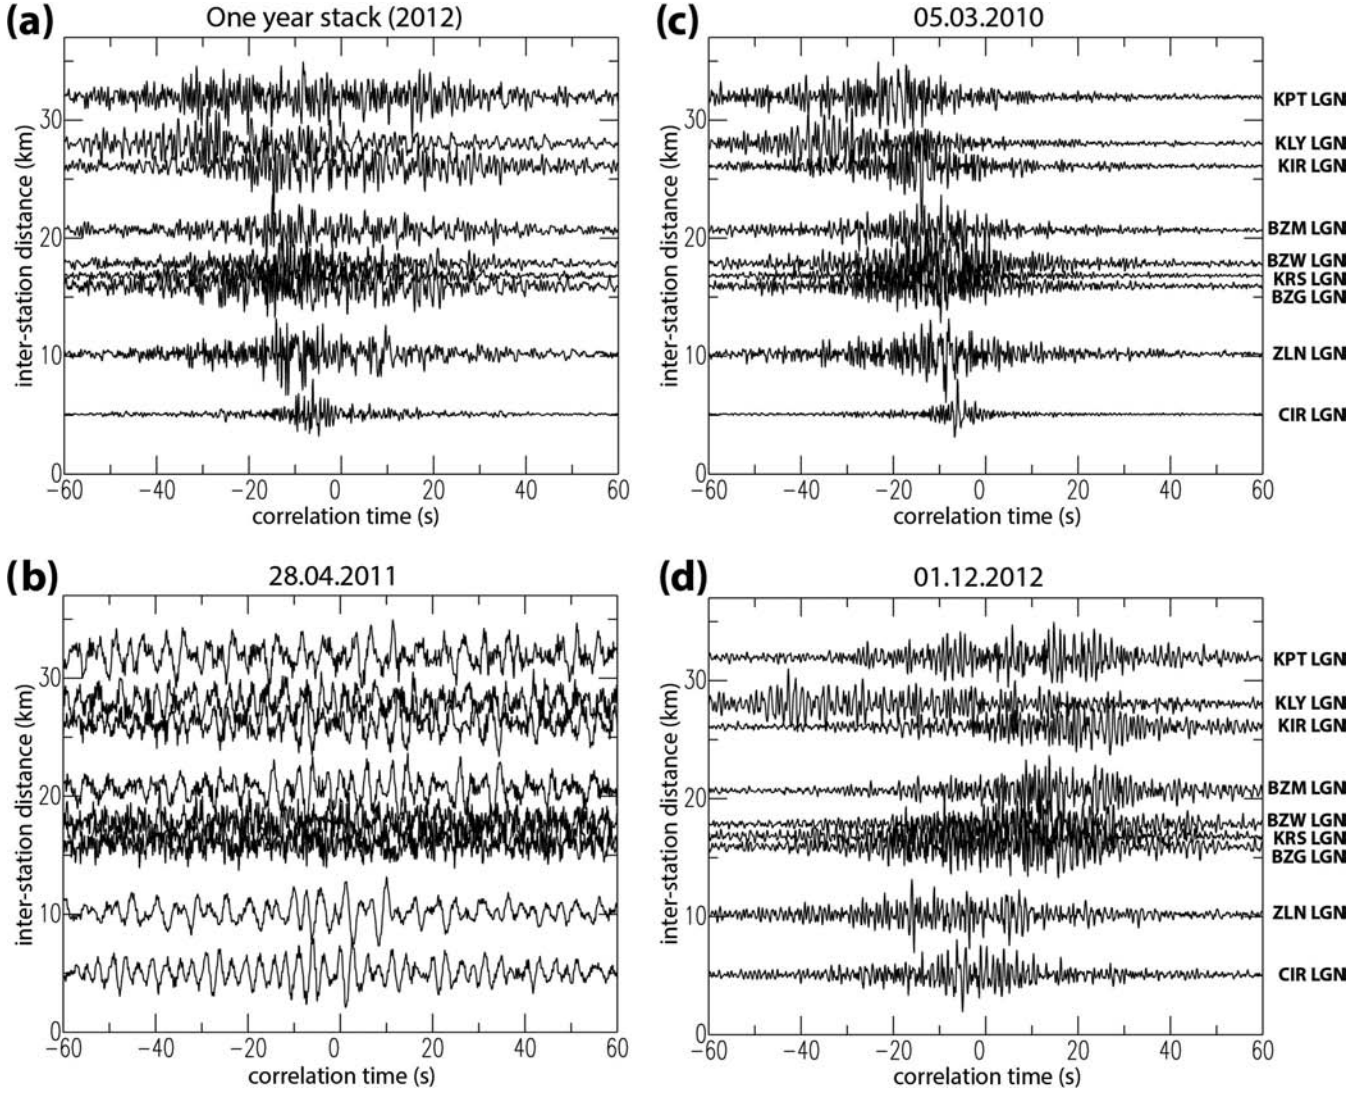 (a) One year stack (2012)
inter-station distance (km)
30
20
10
0
−60 −40 −20 0 20 40 60
correlation time (s)
(c) 05.03.2010
inter-station distance (km)
30
20
10
0
−60 −40 −20 0 20 40 60
correlation time (s)
KPT LGN
KLY LGN
KIR LGN
BZM LGN
BZW LGN
KRS LGN
BZG LGN
ZLN LGN
CIR LGN
(b) 28.04.2011
inter-station distance (km)
30
20
10
0
−60 −40 −20 0 20 40 60
correlation time (s)
(d) 01.12.2012
inter-station distance (km)
30
20
10
0
−60 −40 −20 0 20 40 60
correlation time (s)
KPT LGN
KLY LGN
KIR LGN
BZM LGN
BZW LGN
KRS LGN
BZG LGN
ZLN LGN
CIR LGN